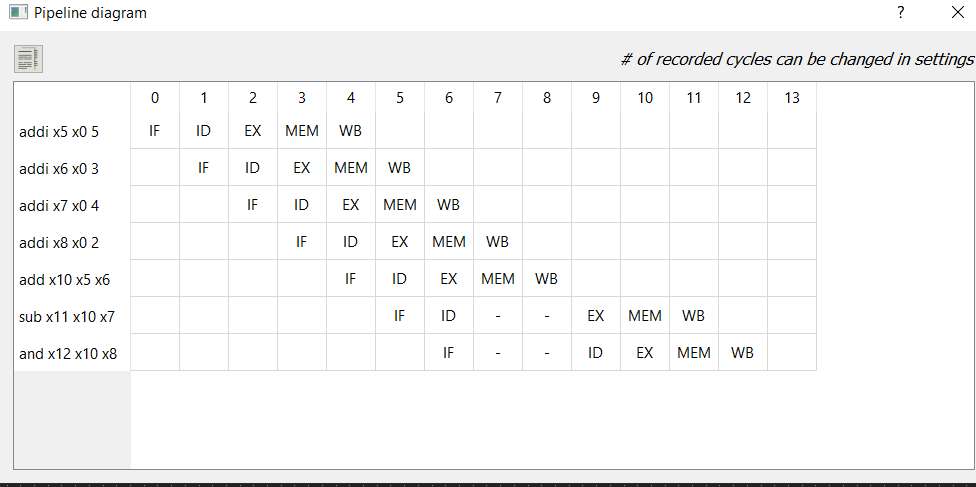 Pipeline diagram ?
# of recorded cycles can be changed in settings
0 1 2 3 4 5 6 7 8 9 10 11 12 13
addi x5 x0 5 IF ID EX MEM WB
addi x6 x0 3 IF ID EX MEM WB
addi x7 x0 4 IF ID EX MEM WB
addi x8 x0 2 IF ID EX MEM WB
add x10 x5 x6 IF ID EX MEM WB
sub x11 x10 x7 IF ID - - EX MEM WB
and x12 x10 x8 IF - - ID EX MEM WB